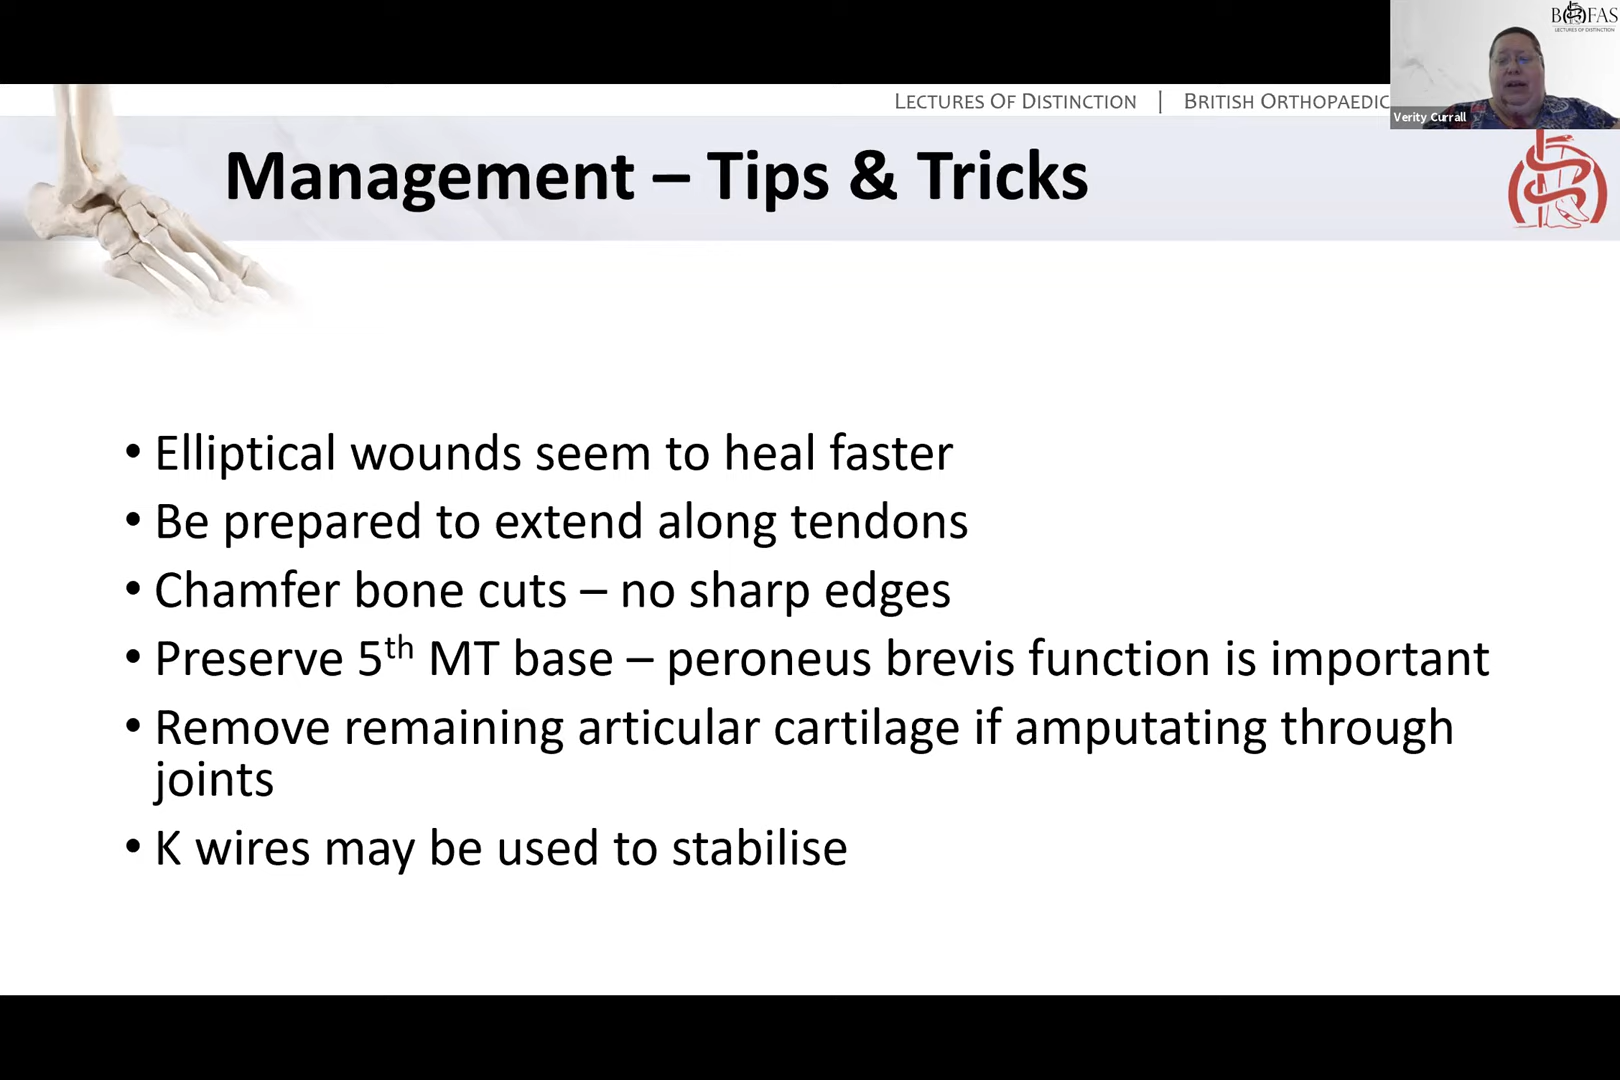 BOFAS
LECTURES OF DISTINCTION
LECTURES OF DISTINCTION | BRITISH ORTHOPAEDIC
Verity Currall
Management – Tips & Tricks
• Elliptical wounds seem to heal faster
• Be prepared to extend along tendons
• Chamfer bone cuts – no sharp edges
• Preserve 5th MT base – peroneus brevis function is important
• Remove remaining articular cartilage if amputating through
joints
• K wires may be used to stabilise